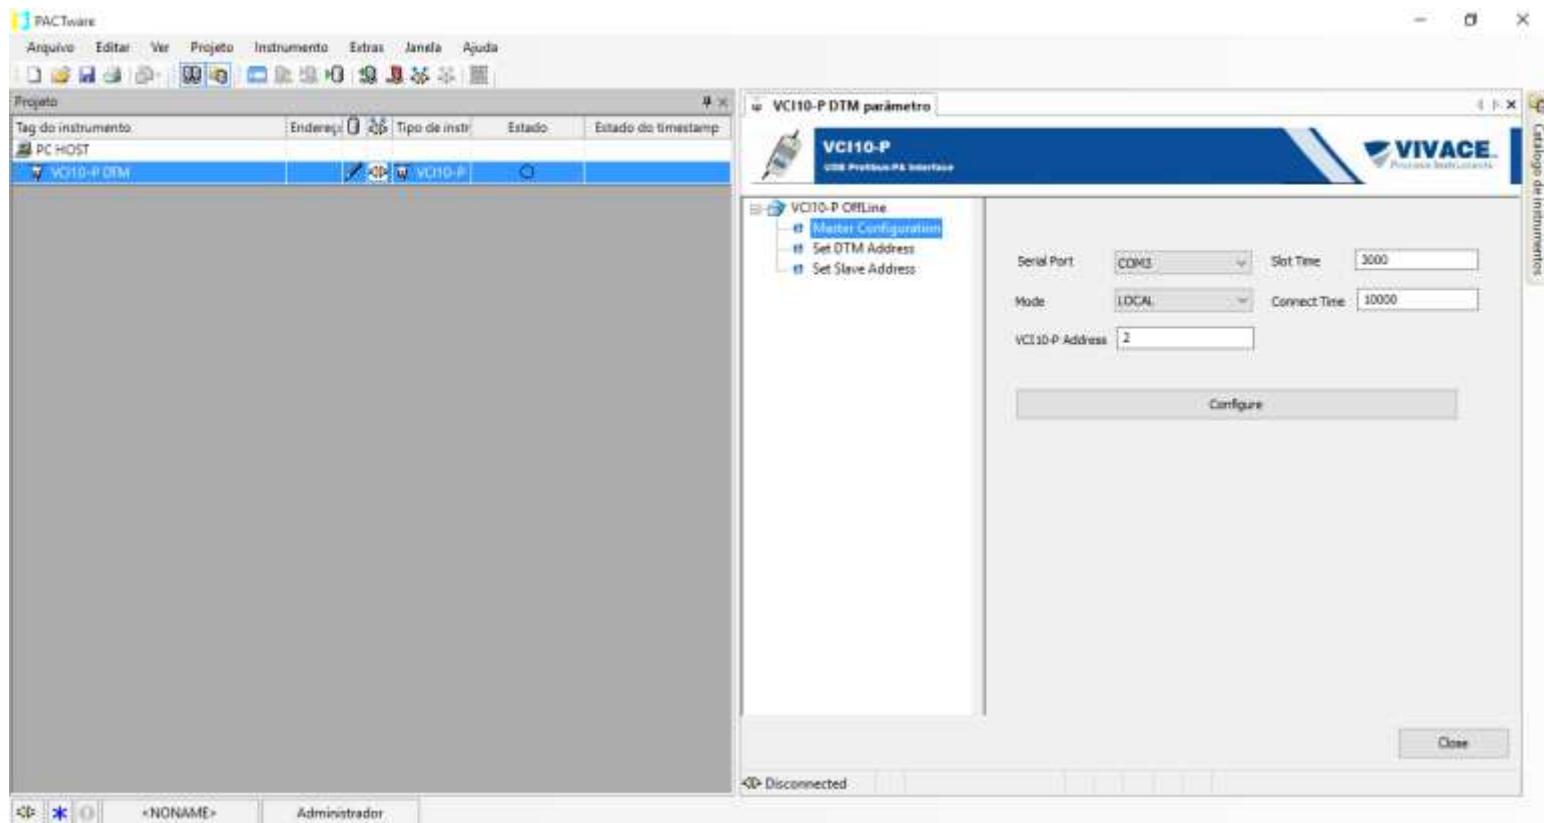 PACTware
Arquivo Editar Ver Projeto Instrumento Extras Janela Ajuda
Projeto
Tag do instrumento Endereç Tipo de instr Estado Estado do timestamp
PC HOST
VCI10-P DTM VCI10-P
VCI10-P DTM parâmetro
VCI10-P
USB Profibus PA Interface
VIVACE
Process Instruments
VCI10-P OffLine
Master Configuration
Set DTM Address
Set Slave Address
Serial Port COM3 Slot Time 3000
Mode LOCAL Connect Time 10000
VCI10-P Address 2
Configure
Close
Disconnected
Catálogo de instrumentos
<NONAME> Administrador